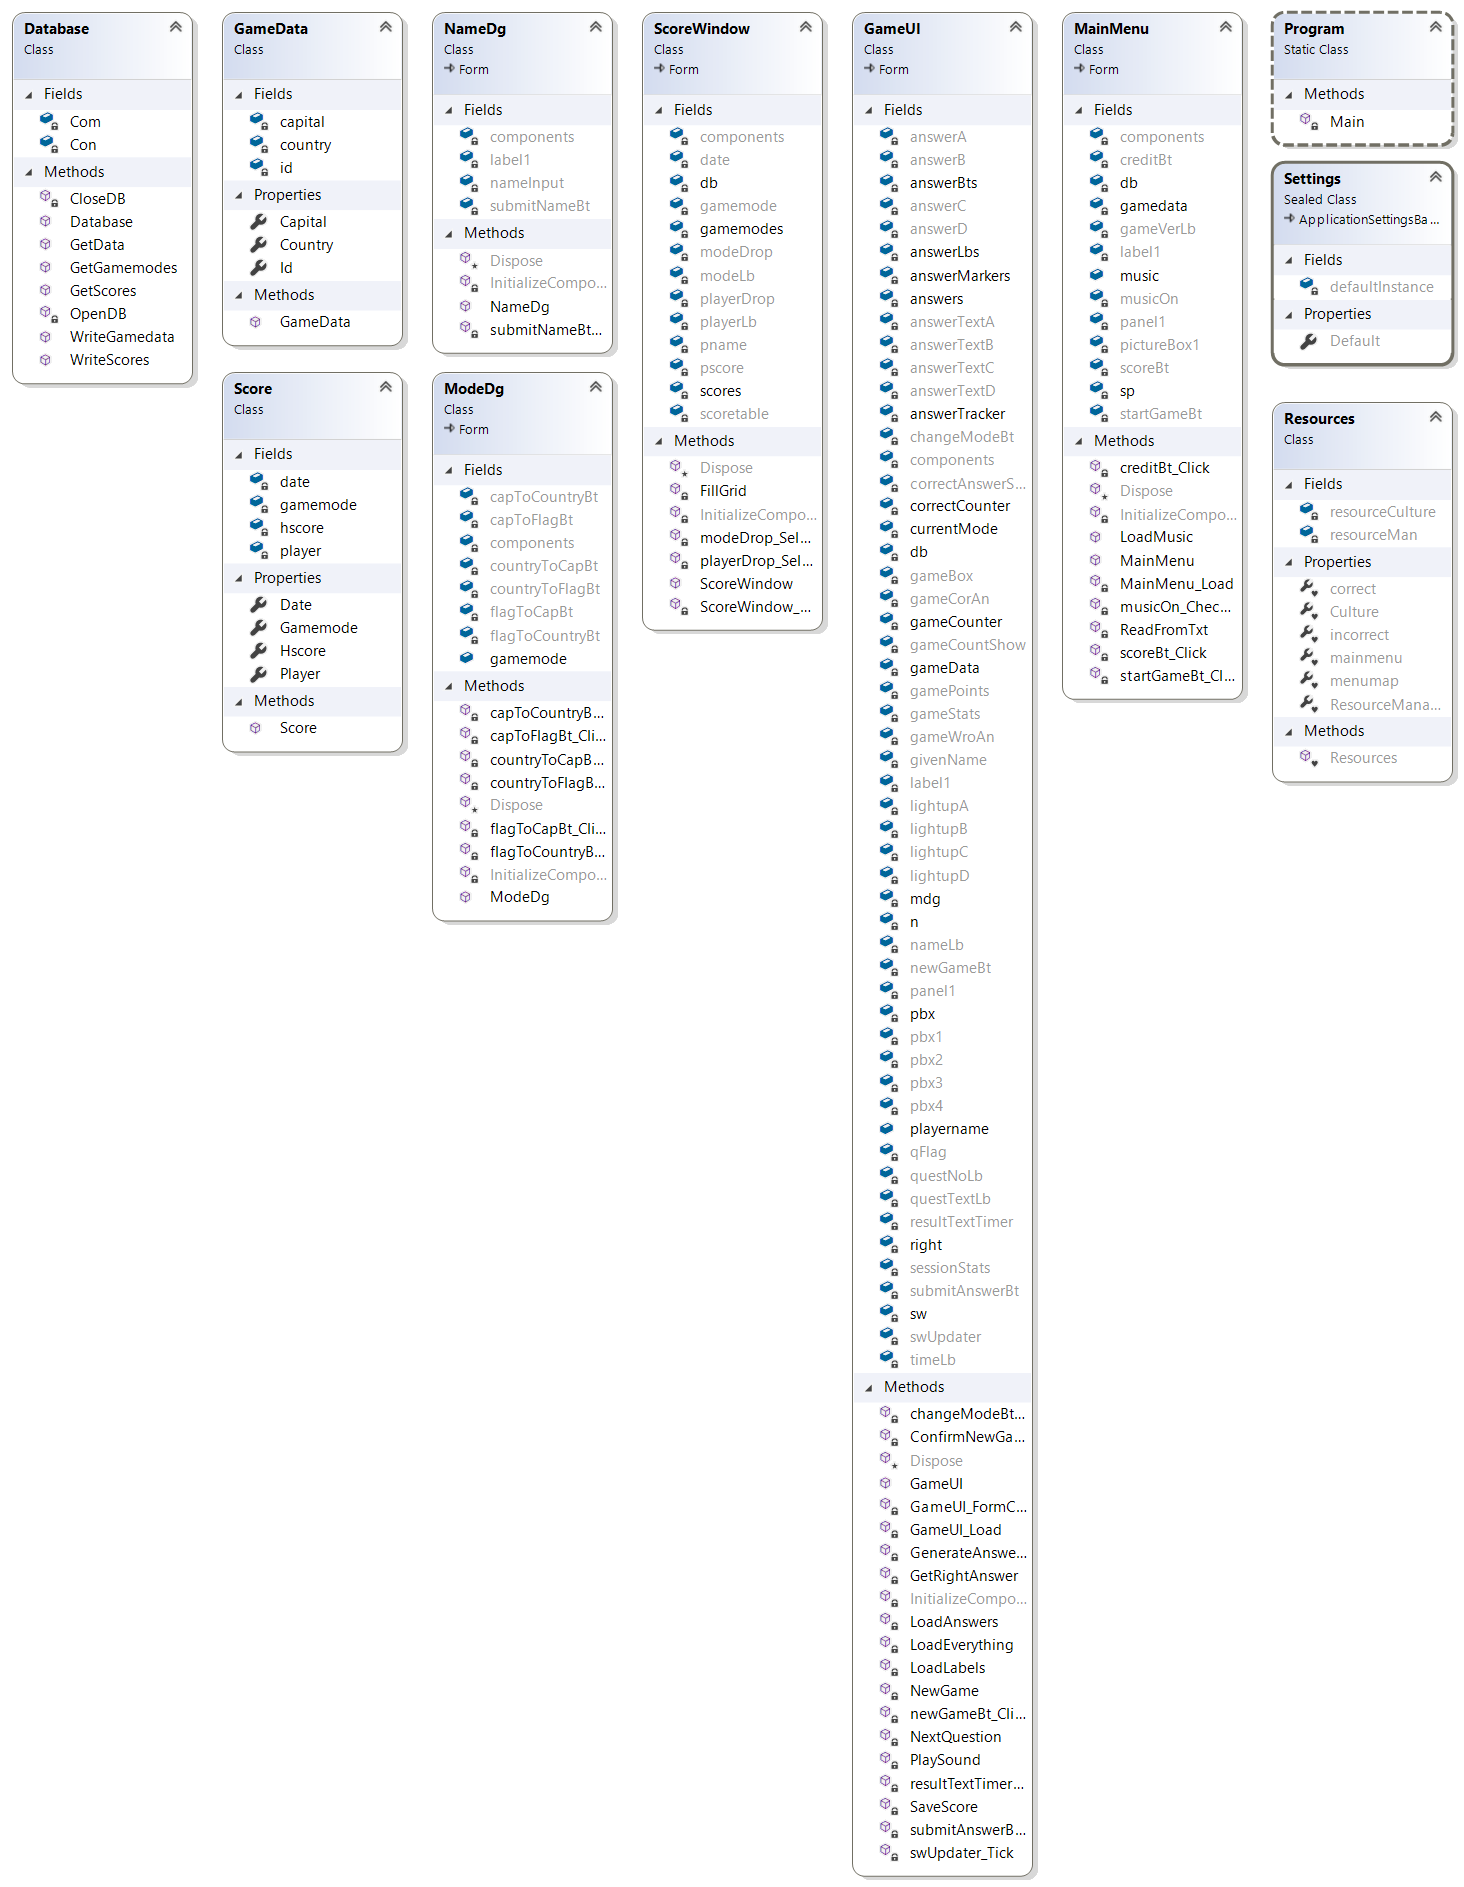 Database
Class
Fields
Com
Con
Methods
CloseDB
Database
GetData
GetGamemodes
GetScores
OpenDB
WriteGamedata
WriteScores
GameData
Class
Fields
capital
country
id
Properties
Capital
Country
Id
Methods
GameData
Score
Class
Fields
date
gamemode
hscore
player
Properties
Date
Gamemode
Hscore
Player
Methods
Score
NameDg
Class
Form
Fields
components
label1
nameInput
submitNameBt
Methods
Dispose
InitializeCompo...
NameDg
submitNameBt...
ModeDg
Class
Form
Fields
capToCountryBt
capToFlagBt
components
countryToCapBt
countryToFlagBt
flagToCapBt
flagToCountryBt
gamemode
Methods
capToCountryB...
capToFlagBt_Cli...
countryToCapB...
countryToFlagB...
Dispose
flagToCapBt_Cli...
flagToCountryB...
InitializeCompo...
ModeDg
ScoreWindow
Class
Form
Fields
components
date
db
gamemode
gamemodes
modeDrop
modeLb
playerDrop
playerLb
pname
pscore
scores
scoretable
Methods
Dispose
FillGrid
InitializeCompo...
modeDrop_Sel...
playerDrop_Sel...
ScoreWindow
ScoreWindow_...
GameUI
Class
Form
Fields
answerA
answerB
answerBts
answerC
answerD
answerLbs
answerMarkers
answers
answerTextA
answerTextB
answerTextC
answerTextD
answerTracker
changeModeBt
components
correctAnswerS...
correctCounter
currentMode
db
gameBox
gameCorAn
gameCounter
gameCountShow
gameData
gamePoints
gameStats
gameWroAn
givenName
label1
lightupA
lightupB
lightupC
lightupD
mdg
n
nameLb
newGameBt
panel1
pbx
pbx1
pbx2
pbx3
pbx4
playername
qFlag
questNoLb
questTextLb
resultTextTimer
right
sessionStats
submitAnswerBt
sw
swUpdater
timeLb
Methods
changeModeBt...
ConfirmNewGa...
Dispose
GameUI
GameUI_FormC...
GameUI_Load
GenerateAnswe...
GetRightAnswer
InitializeCompo...
LoadAnswers
LoadEverything
LoadLabels
NewGame
newGameBt_Cli...
NextQuestion
PlaySound
resultTextTimer...
SaveScore
submitAnswerB...
swUpdater_Tick
MainMenu
Class
Form
Fields
components
creditBt
db
gamedata
gameVerLb
label1
music
musicOn
panel1
pictureBox1
scoreBt
sp
startGameBt
Methods
creditBt_Click
Dispose
InitializeCompo...
LoadMusic
MainMenu
MainMenu_Load
musicOn_Chec...
ReadFromTxt
scoreBt_Click
startGameBt_Cl...
Program
Static Class
Methods
Main
Settings
Sealed Class
ApplicationSettingsBa...
Fields
defaultInstance
Properties
Default
Resources
Class
Fields
resourceCulture
resourceMan
Properties
correct
Culture
incorrect
mainmenu
menumap
ResourceMana...
Methods
Resources